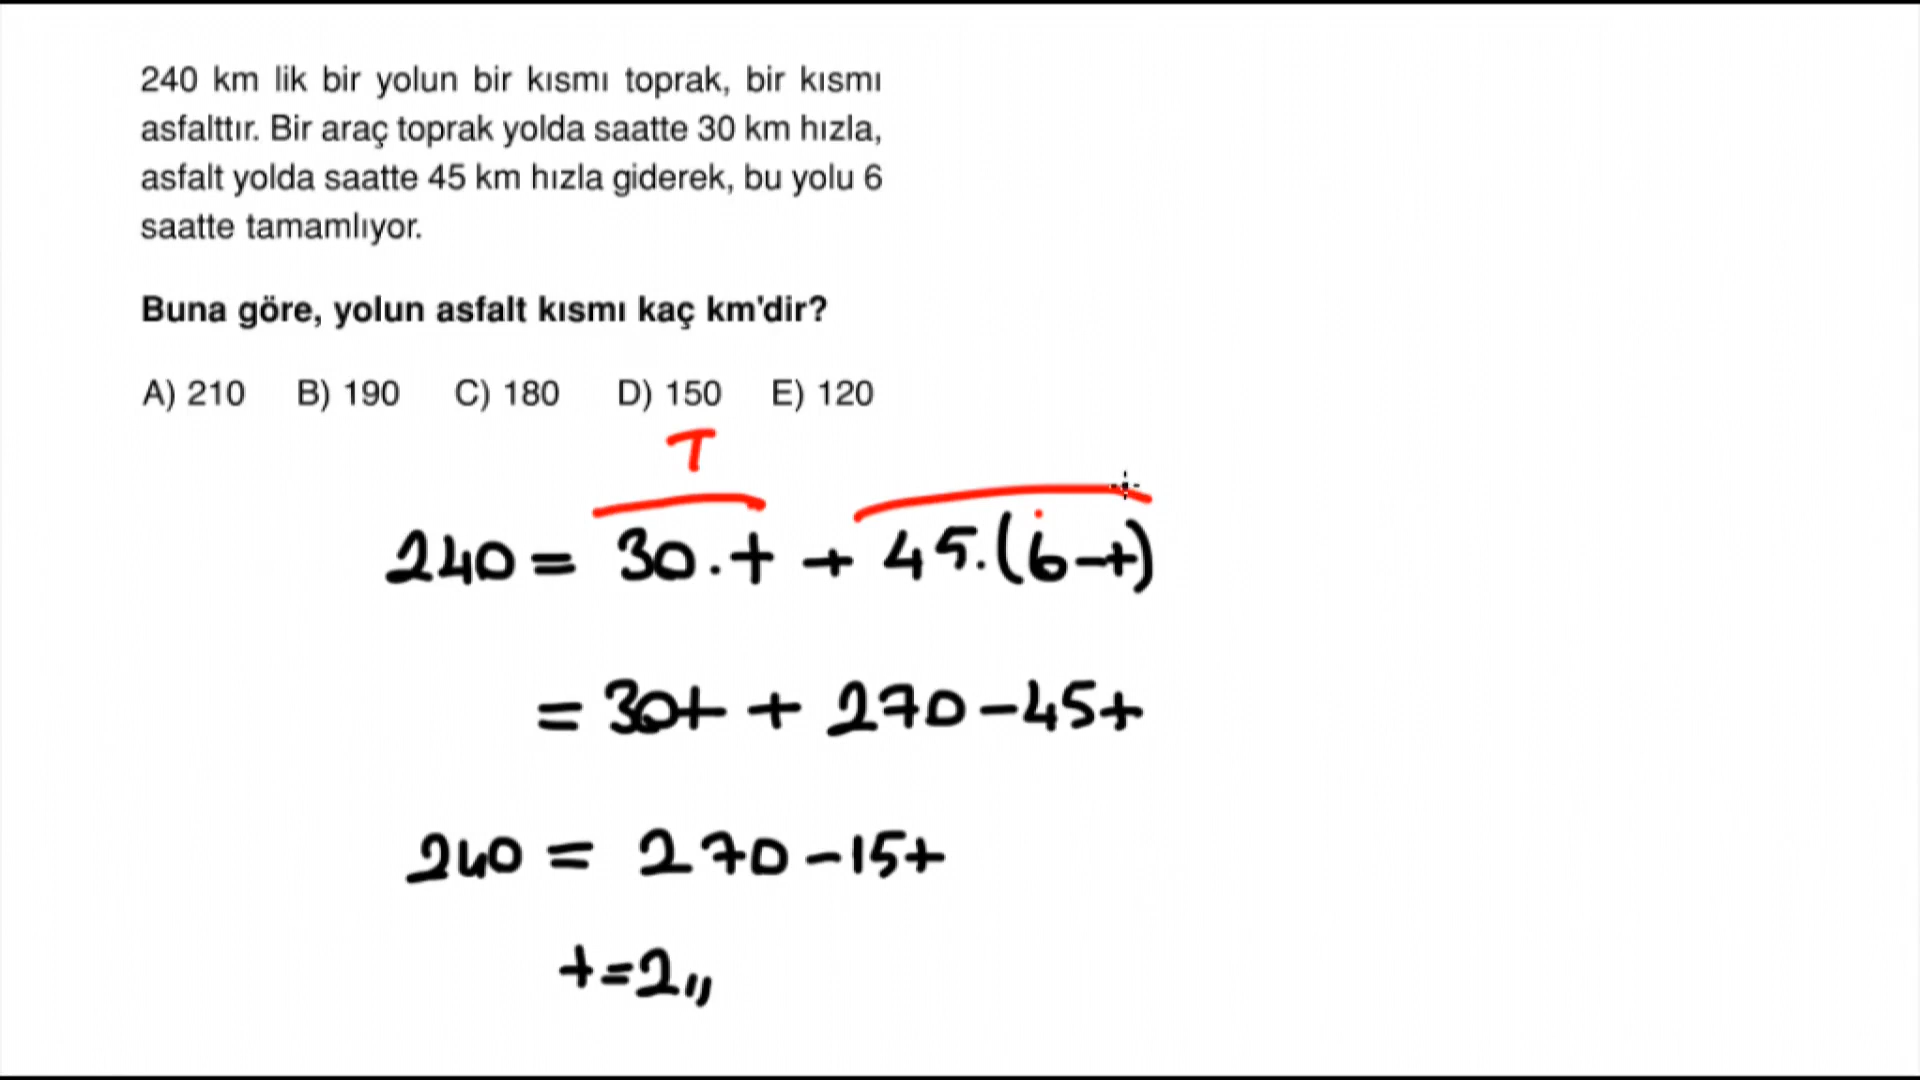 240 km lik bir yolun bir kısmı toprak, bir kısmı
asfalttır. Bir araç toprak yolda saatte 30 km hızla,
asfalt yolda saatte 45 km hızla giderek, bu yolu 6
saatte tamamlıyor.
Buna göre, yolun asfalt kısmı kaç km'dir?
A) 210 B) 190 C) 180 D) 150 E) 120
T
240 = 30.t + 45.(6-t)
= 30t + 270 - 45t
240 = 270 - 15t
t = 2,,